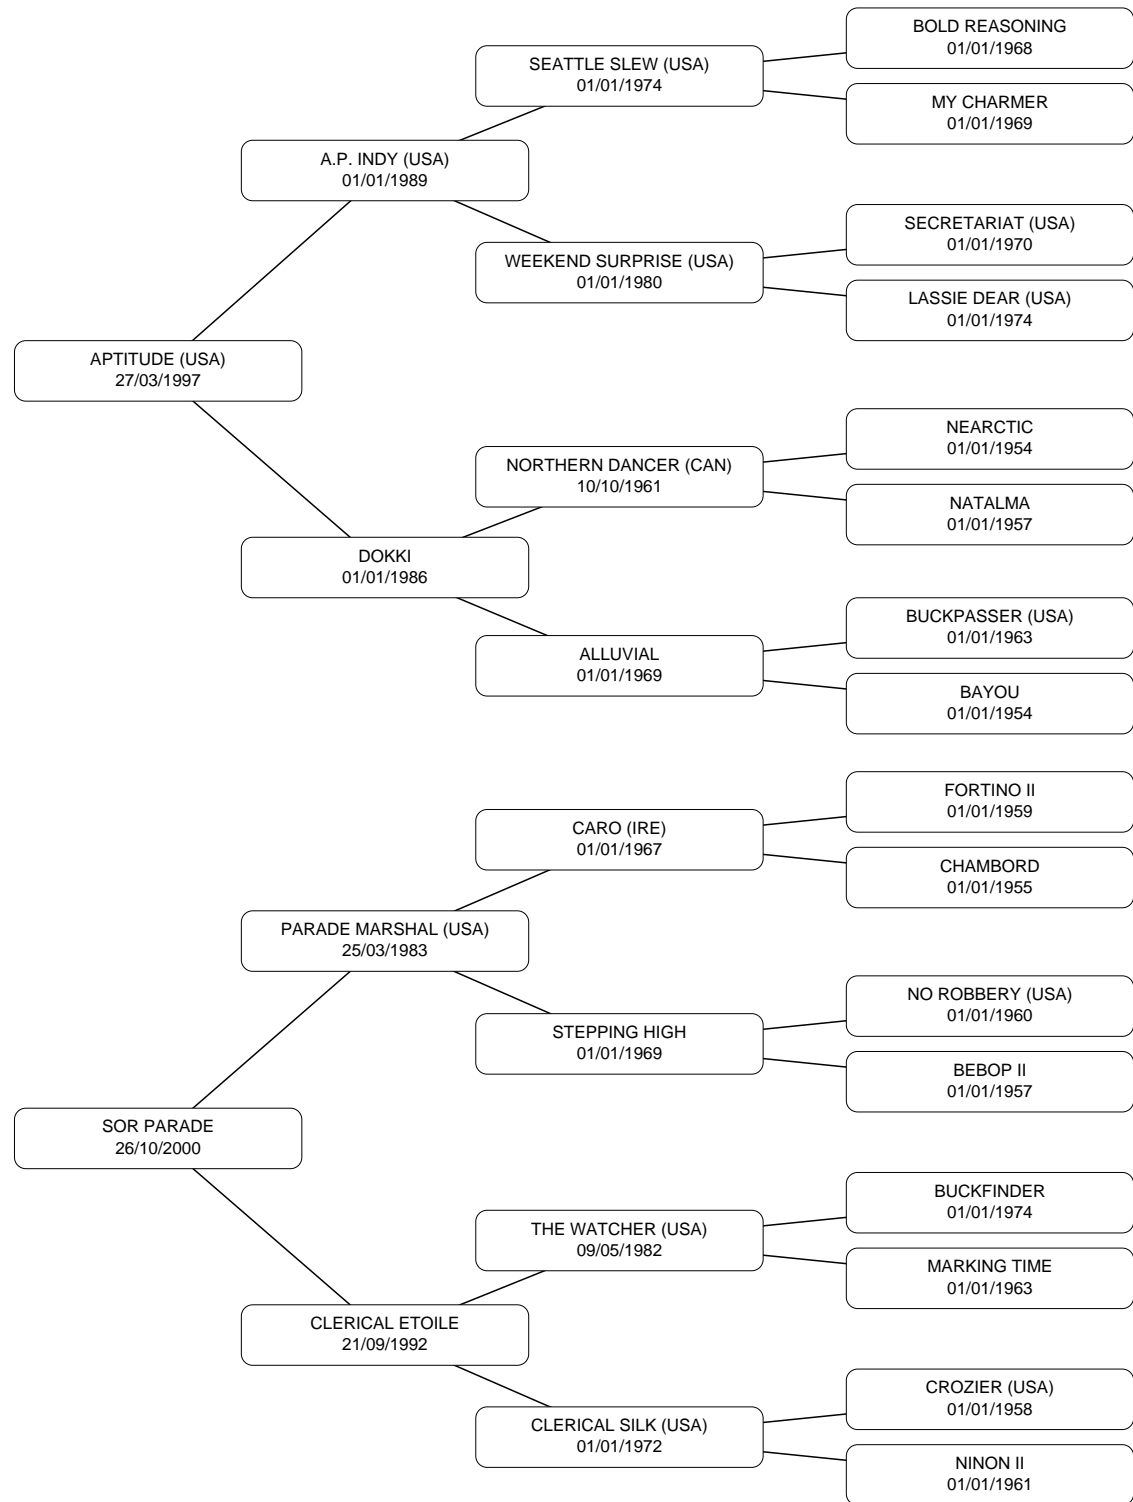 BOLD REASONING
01/01/1968
SEATTLE SLEW (USA)
01/01/1974
MY CHARMER
01/01/1969
A.P. INDY (USA)
01/01/1989
SECRETARIAT (USA)
01/01/1970
WEEKEND SURPRISE (USA)
01/01/1980
LASSIE DEAR (USA)
01/01/1974
APTITUDE (USA)
27/03/1997
NEARCTIC
01/01/1954
NORTHERN DANCER (CAN)
10/10/1961
NATALMA
01/01/1957
DOKKI
01/01/1986
BUCKPASSER (USA)
01/01/1963
ALLUVIAL
01/01/1969
BAYOU
01/01/1954
FORTINO II
01/01/1959
CARO (IRE)
01/01/1967
CHAMBORD
01/01/1955
PARADE MARSHAL (USA)
25/03/1983
NO ROBBERY (USA)
01/01/1960
STEPPING HIGH
01/01/1969
BEBOP II
01/01/1957
SOR PARADE
26/10/2000
BUCKFINDER
01/01/1974
THE WATCHER (USA)
09/05/1982
MARKING TIME
01/01/1963
CLERICAL ETOILE
21/09/1992
CROZIER (USA)
01/01/1958
CLERICAL SILK (USA)
01/01/1972
NINON II
01/01/1961